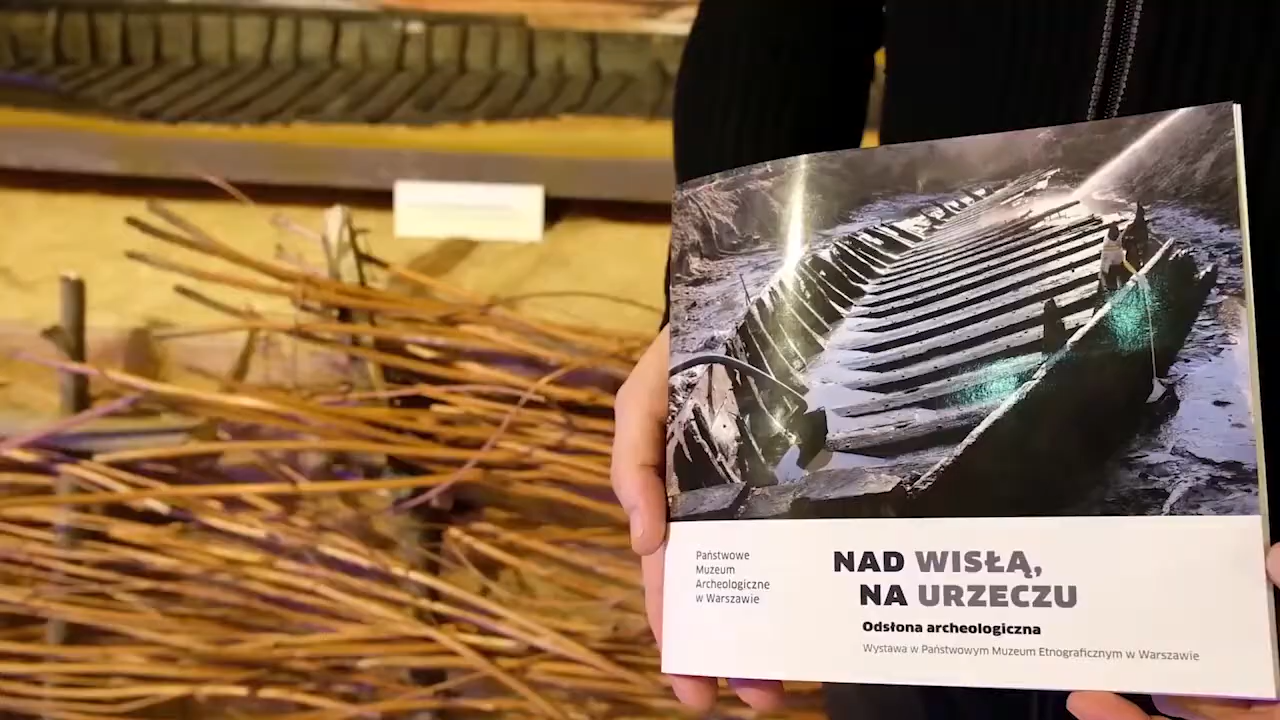 Państwowe
Muzeum
Archeologiczne
w Warszawie
NAD WISŁĄ,
NA URZECZU
Odsłona archeologiczna
Wystawa w Państwowym Muzeum Etnograficznym w Warszawie